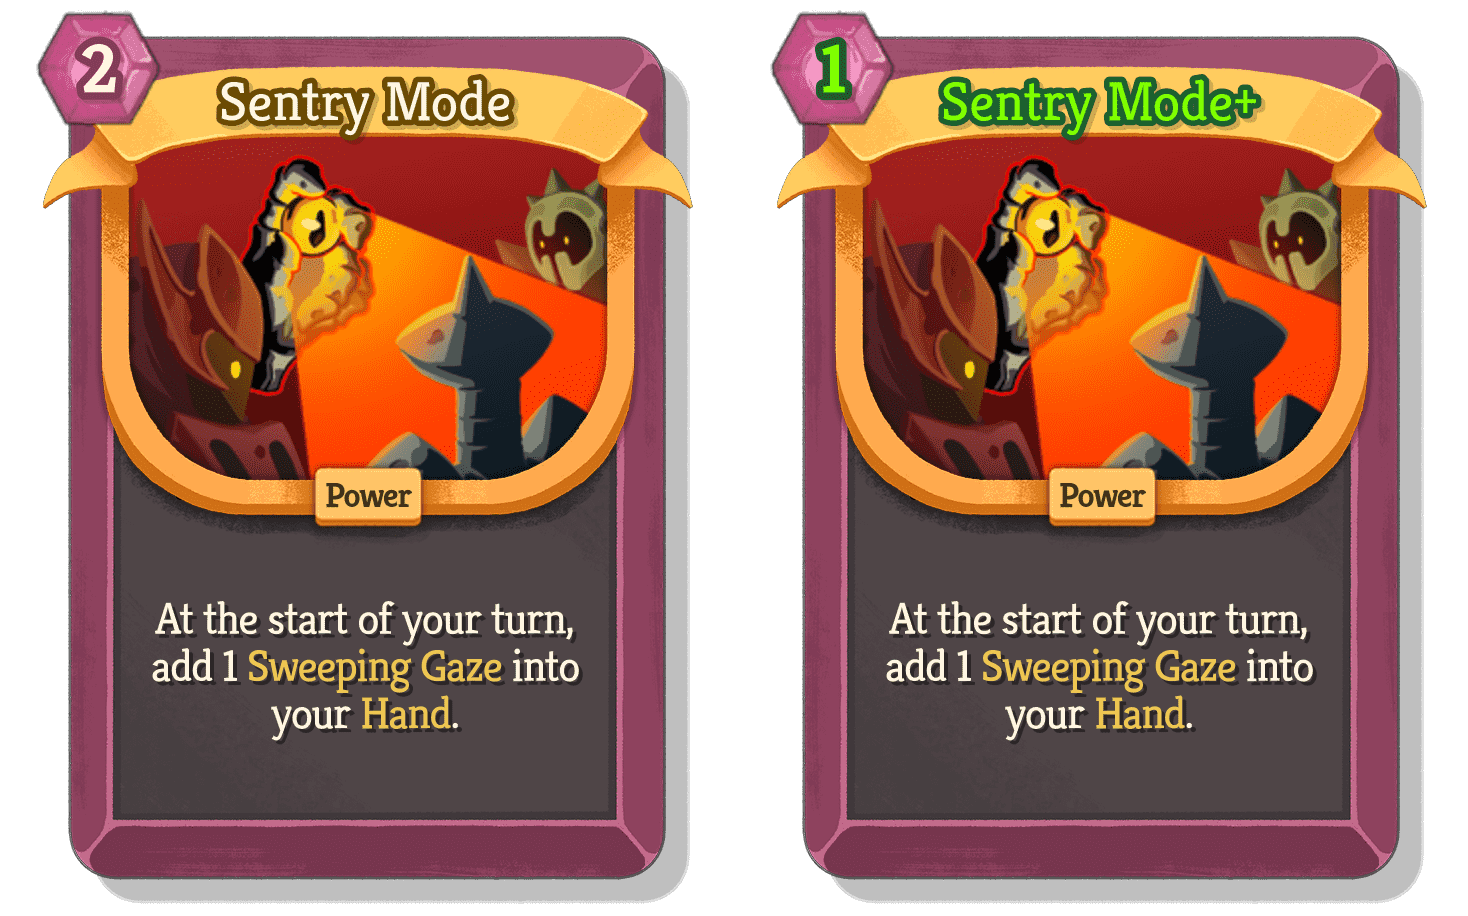 2
Sentry Mode
Power
At the start of your turn,
add 1 Sweeping Gaze into
your Hand.
1
Sentry Mode+
Power
At the start of your turn,
add 1 Sweeping Gaze into
your Hand.